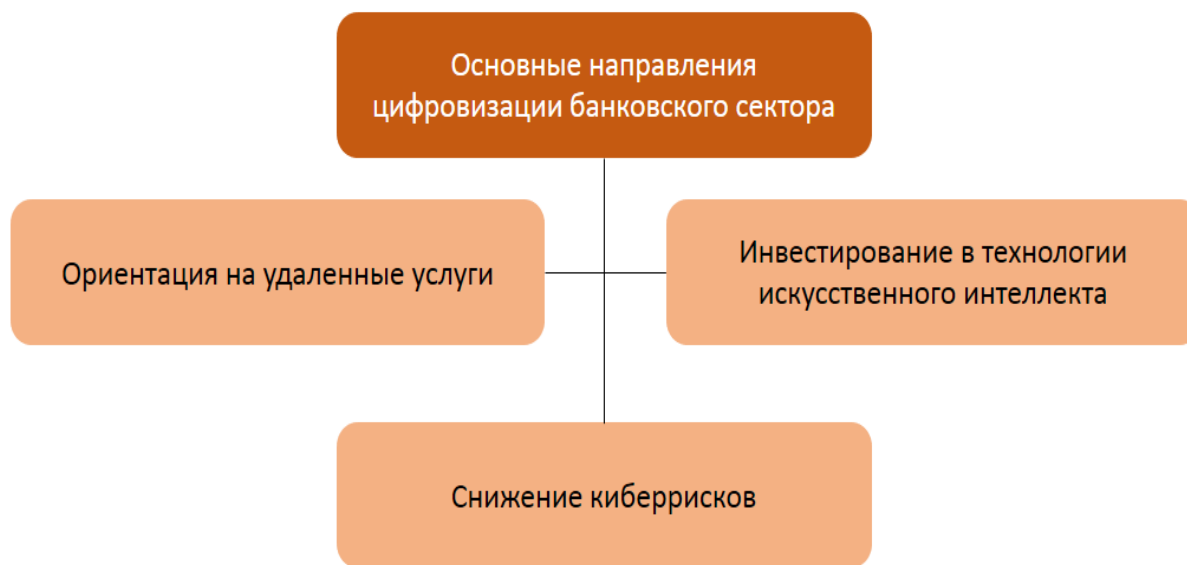 Основные направления
цифровизации банковского сектора
Ориентация на удаленные услуги
Инвестирование в технологии
искусственного интеллекта
Снижение киберрисков